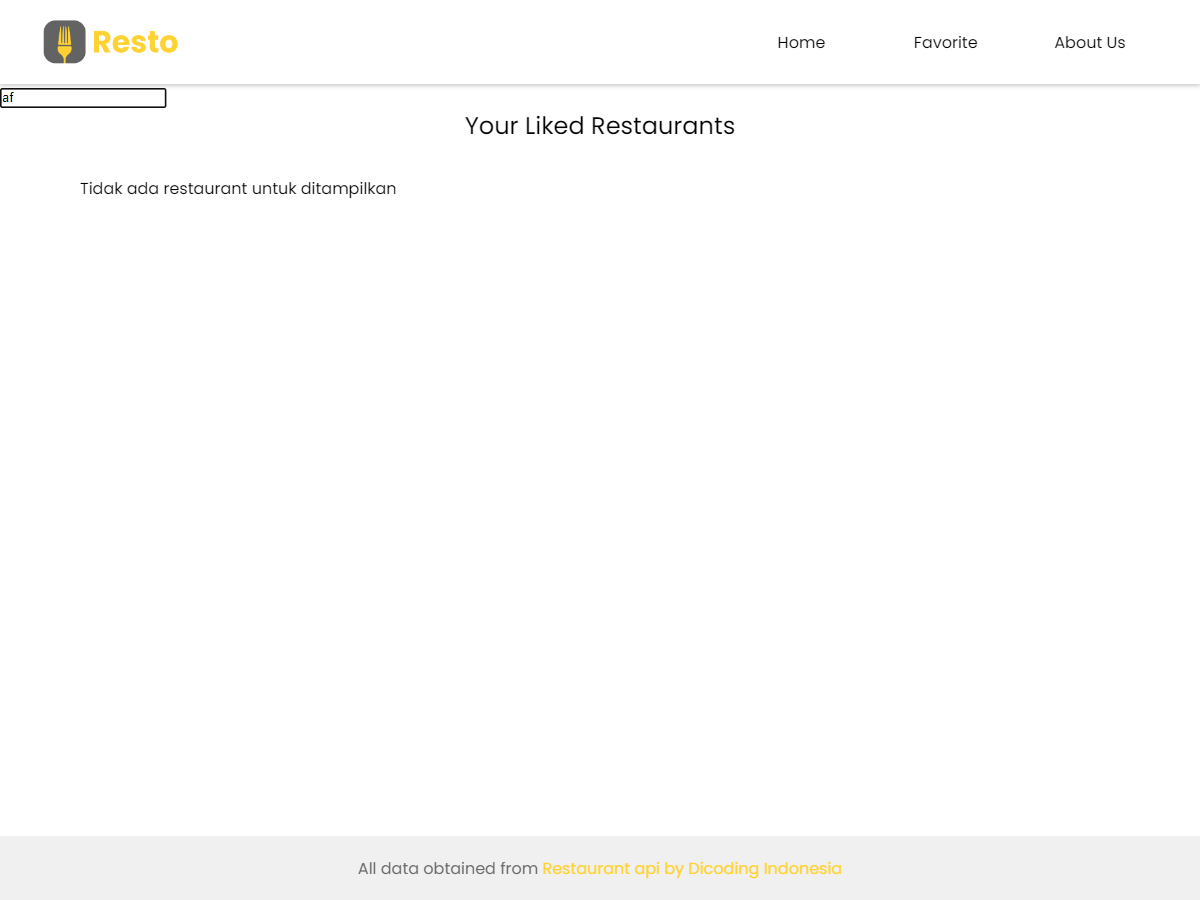 Resto
Home Favorite About Us
af
Your Liked Restaurants
Tidak ada restaurant untuk ditampilkan
All data obtained from Restaurant api by Dicoding Indonesia